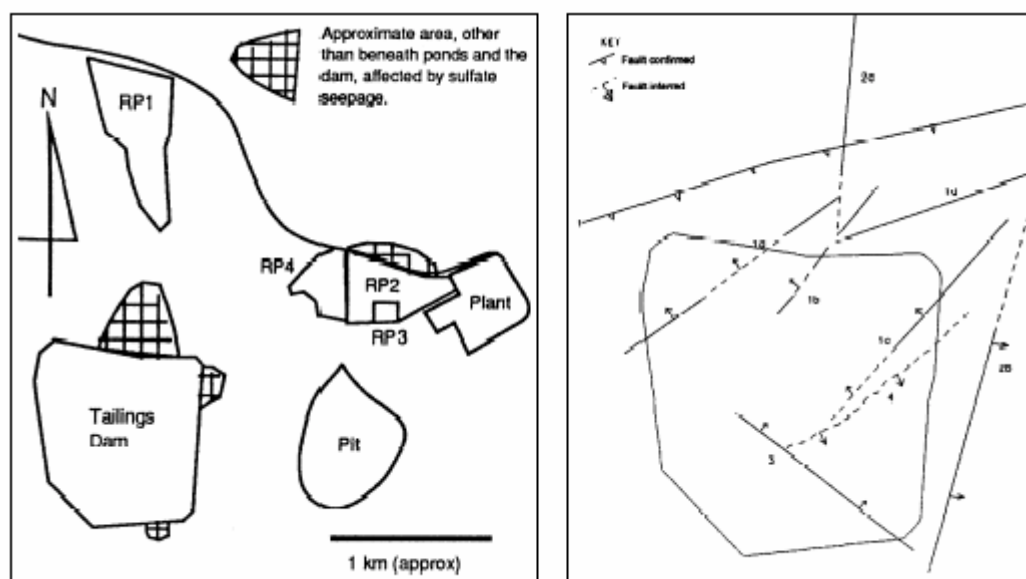 Approximate area, other
than beneath ponds and the
dam, affected by sulfate
seepage.
N
RP1
RP4
RP2
Plant
RP3
Tailings
Dam
Pit
1 km (approx)
KEY
Fault confirmed
Fault inferred
2a
1d
1a
1b
1c
4
2B
3